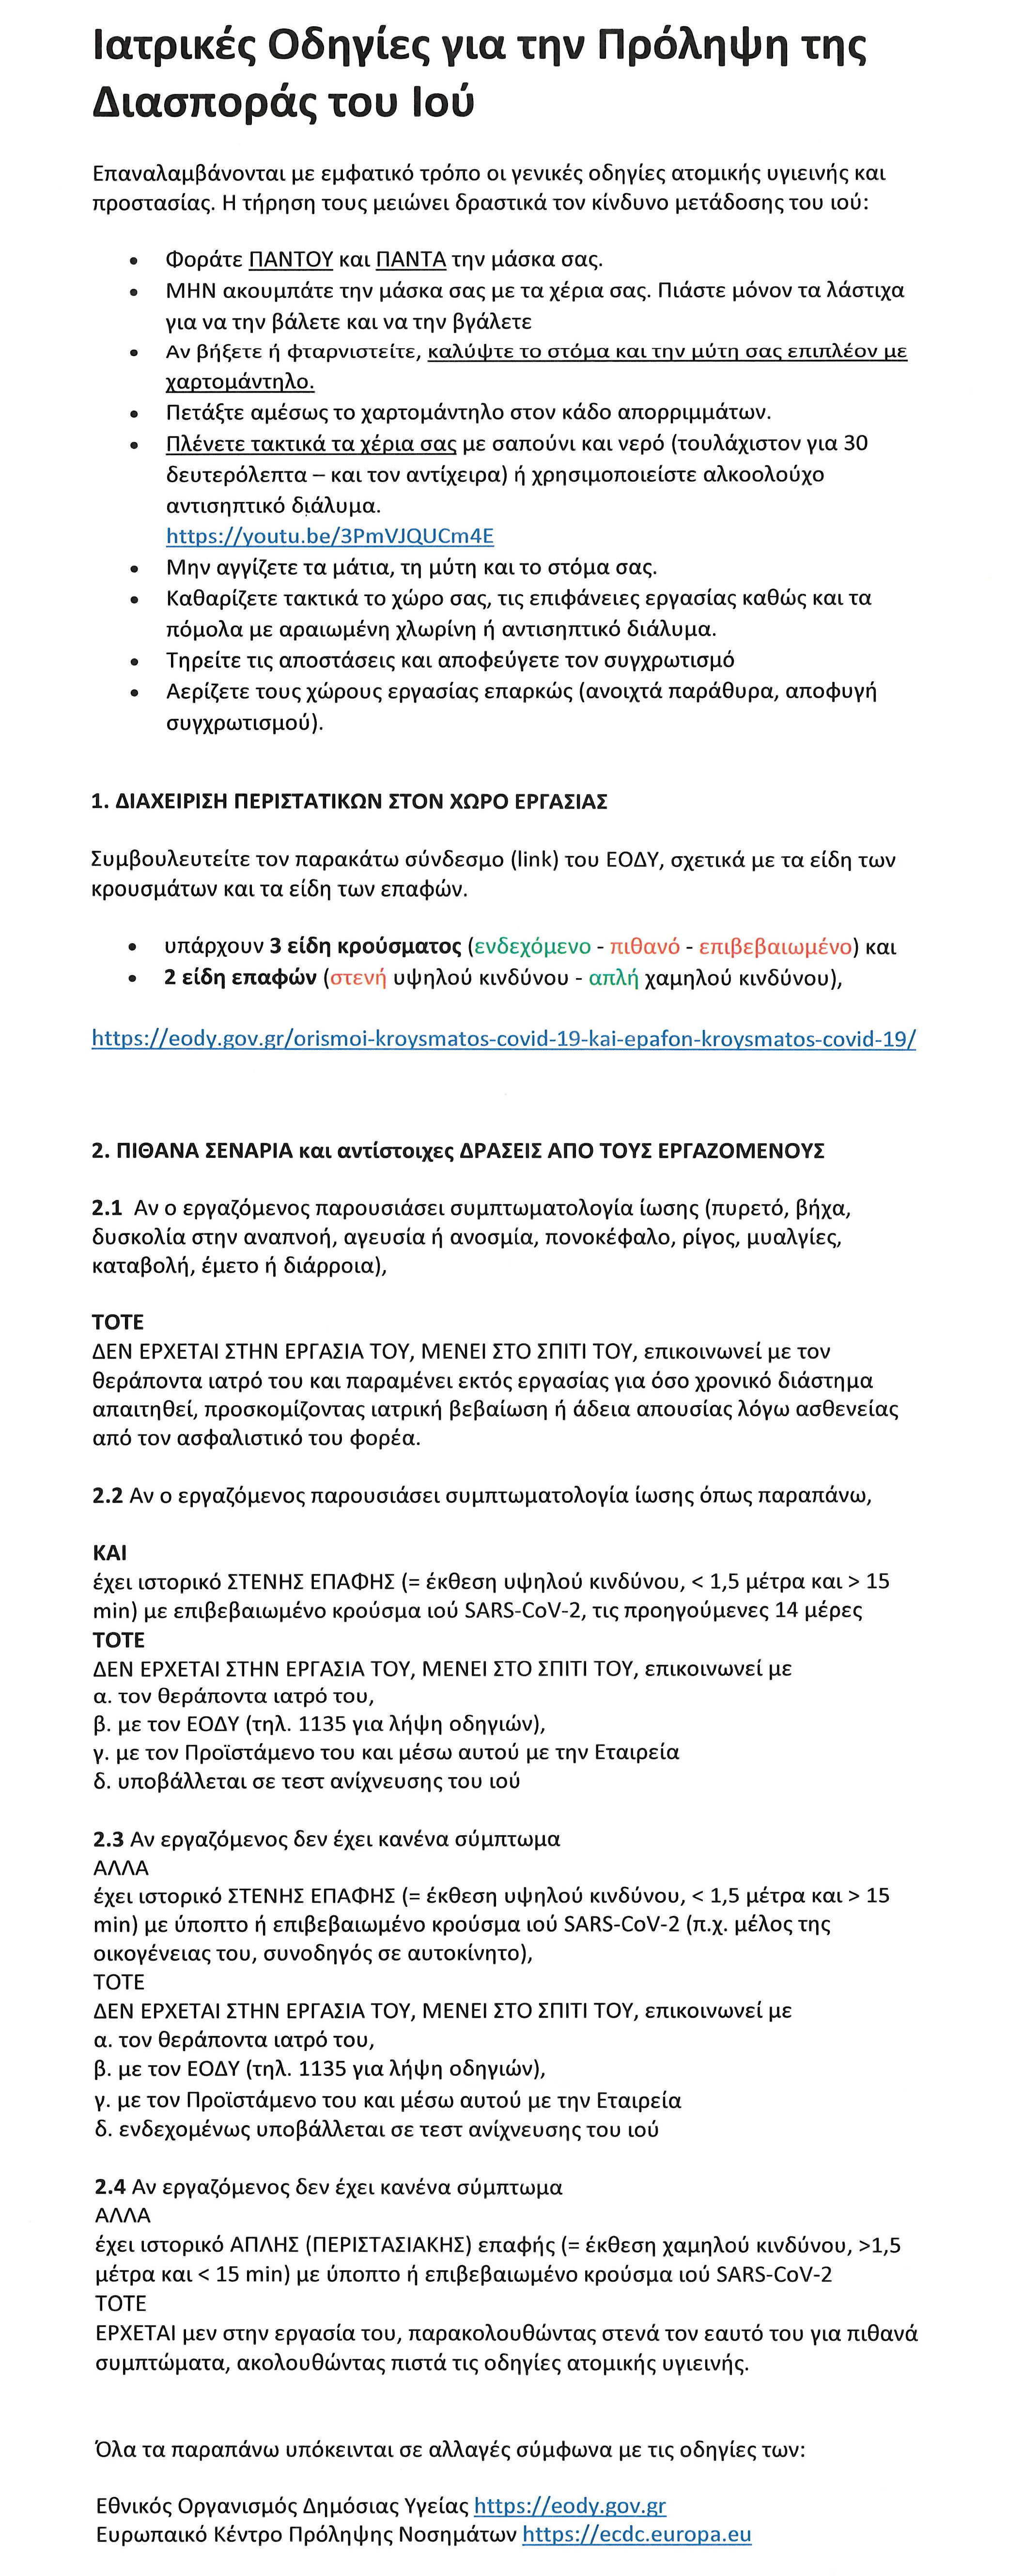 Ιατρικές Οδηγίες για την Πρόληψη της
Διασποράς του Ιού
Επαναλαμβάνονται με εμφατικό τρόπο οι γενικές οδηγίες ατομικής υγιεινής και
προστασίας. Η τήρηση τους μειώνει δραστικά τον κίνδυνο μετάδοσης του ιού:
• Φοράτε ΠΑΝΤΟΥ και ΠΑΝΤΑ την μάσκα σας.
• ΜΗΝ ακουμπάτε την μάσκα σας με τα χέρια σας. Πιάστε μόνον τα λάστιχα
για να την βάλετε και να την βγάλετε
• Αν βήξετε ή φταρνιστείτε, καλύψτε το στόμα και την μύτη σας επιπλέον με
χαρτομάντηλο.
• Πετάξτε αμέσως το χαρτομάντηλο στον κάδο απορριμμάτων.
• Πλένετε τακτικά τα χέρια σας με σαπούνι και νερό (τουλάχιστον για 30
δευτερόλεπτα – και τον αντίχειρα) ή χρησιμοποιείστε αλκοολούχο
αντισηπτικό διάλυμα.
https://youtu.be/3PmVJQUCm4E
• Μην αγγίζετε τα μάτια, τη μύτη και το στόμα σας.
• Καθαρίζετε τακτικά το χώρο σας, τις επιφάνειες εργασίας καθώς και τα
πόμολα με αραιωμένη χλωρίνη ή αντισηπτικό διάλυμα.
• Τηρείτε τις αποστάσεις και αποφεύγετε τον συγχρωτισμό
• Αερίζετε τους χώρους εργασίας επαρκώς (ανοιχτά παράθυρα, αποφυγή
συγχρωτισμού).
1. ΔΙΑΧΕΙΡΙΣΗ ΠΕΡΙΣΤΑΤΙΚΩΝ ΣΤΟΝ ΧΩΡΟ ΕΡΓΑΣΙΑΣ
Συμβουλευτείτε τον παρακάτω σύνδεσμο (link) του ΕΟΔΥ, σχετικά με τα είδη των
κρουσμάτων και τα είδη των επαφών.
• υπάρχουν 3 είδη κρούσματος (ενδεχόμενο - πιθανό - επιβεβαιωμένο) και
• 2 είδη επαφών (στενή υψηλού κινδύνου - απλή χαμηλού κινδύνου),
https://eody.gov.gr/orismoi-kroysmatos-covid-19-kai-epafon-kroysmatos-covid-19/
2. ΠΙΘΑΝΑ ΣΕΝΑΡΙΑ και αντίστοιχες ΔΡΑΣΕΙΣ ΑΠΟ ΤΟΥΣ ΕΡΓΑΖΟΜΕΝΟΥΣ
2.1 Αν ο εργαζόμενος παρουσιάσει συμπτωματολογία ίωσης (πυρετό, βήχα,
δυσκολία στην αναπνοή, αγευσία ή ανοσμία, πονοκέφαλο, ρίγος, μυαλγίες,
καταβολή, έμετο ή διάρροια),
ΤΟΤΕ
ΔΕΝ ΕΡΧΕΤΑΙ ΣΤΗΝ ΕΡΓΑΣΙΑ ΤΟΥ, ΜΕΝΕΙ ΣΤΟ ΣΠΙΤΙ ΤΟΥ, επικοινωνεί με τον
θεράποντα ιατρό του και παραμένει εκτός εργασίας για όσο χρονικό διάστημα
απαιτηθεί, προσκομίζοντας ιατρική βεβαίωση ή άδεια απουσίας λόγω ασθενείας
από τον ασφαλιστικό του φορέα.
2.2 Αν ο εργαζόμενος παρουσιάσει συμπτωματολογία ίωσης όπως παραπάνω,
ΚΑΙ
έχει ιστορικό ΣΤΕΝΗΣ ΕΠΑΦΗΣ (= έκθεση υψηλού κινδύνου, < 1,5 μέτρα και > 15
min) με επιβεβαιωμένο κρούσμα ιού SARS-CoV-2, τις προηγούμενες 14 μέρες
ΤΟΤΕ
ΔΕΝ ΕΡΧΕΤΑΙ ΣΤΗΝ ΕΡΓΑΣΙΑ ΤΟΥ, ΜΕΝΕΙ ΣΤΟ ΣΠΙΤΙ ΤΟΥ, επικοινωνεί με
α. τον θεράποντα ιατρό του,
β. με τον ΕΟΔΥ (τηλ. 1135 για λήψη οδηγιών),
γ. με τον Προϊστάμενο του και μέσω αυτού με την Εταιρεία
δ. υποβάλλεται σε τεστ ανίχνευσης του ιού
2.3 Αν εργαζόμενος δεν έχει κανένα σύμπτωμα
ΑΛΛΑ
έχει ιστορικό ΣΤΕΝΗΣ ΕΠΑΦΗΣ (= έκθεση υψηλού κινδύνου, < 1,5 μέτρα και > 15
min) με ύποπτο ή επιβεβαιωμένο κρούσμα ιού SARS-CoV-2 (π.χ. μέλος της
οικογένειας του, συνοδηγός σε αυτοκίνητο),
ΤΟΤΕ
ΔΕΝ ΕΡΧΕΤΑΙ ΣΤΗΝ ΕΡΓΑΣΙΑ ΤΟΥ, ΜΕΝΕΙ ΣΤΟ ΣΠΙΤΙ ΤΟΥ, επικοινωνεί με
α. τον θεράποντα ιατρό του,
β. με τον ΕΟΔΥ (τηλ. 1135 για λήψη οδηγιών),
γ. με τον Προϊστάμενο του και μέσω αυτού με την Εταιρεία
δ. ενδεχομένως υποβάλλεται σε τεστ ανίχνευσης του ιού
2.4 Αν εργαζόμενος δεν έχει κανένα σύμπτωμα
ΑΛΛΑ
έχει ιστορικό ΑΠΛΗΣ (ΠΕΡΙΣΤΑΣΙΑΚΗΣ) επαφής (= έκθεση χαμηλού κινδύνου, >1,5
μέτρα και < 15 min) με ύποπτο ή επιβεβαιωμένο κρούσμα ιού SARS-CoV-2
ΤΟΤΕ
ΕΡΧΕΤΑΙ μεν στην εργασία του, παρακολουθώντας στενά τον εαυτό του για πιθανά
συμπτώματα, ακολουθώντας πιστά τις οδηγίες ατομικής υγιεινής.
Όλα τα παραπάνω υπόκεινται σε αλλαγές σύμφωνα με τις οδηγίες των:
Εθνικός Οργανισμός Δημόσιας Υγείας https://eody.gov.gr
Ευρωπαικό Κέντρο Πρόληψης Νοσημάτων https://ecdc.europa.eu